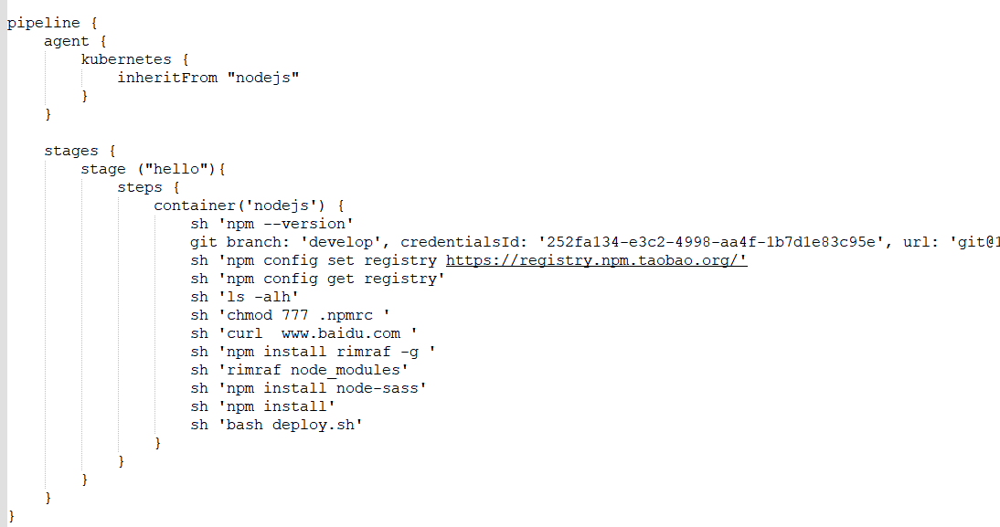 pipeline {
    agent {
        kubernetes {
            inheritFrom "nodejs"
        }
    }

    stages {
        stage ("hello"){
            steps {
                container('nodejs') {
                    sh 'npm --version'
                    git branch: 'develop', credentialsId: '252fa134-e3c2-4998-aa4f-1b7d1e83c95e', url: 'git@1
                    sh 'npm config set registry https://registry.npm.taobao.org/'
                    sh 'npm config get registry'
                    sh 'ls -alh'
                    sh 'chmod 777 .npmrc '
                    sh 'curl  www.baidu.com '
                    sh 'npm install rimraf -g '
                    sh 'rimraf node_modules'
                    sh 'npm install node-sass'
                    sh 'npm install'
                    sh 'bash deploy.sh'
                }
            }
        }
    }
}